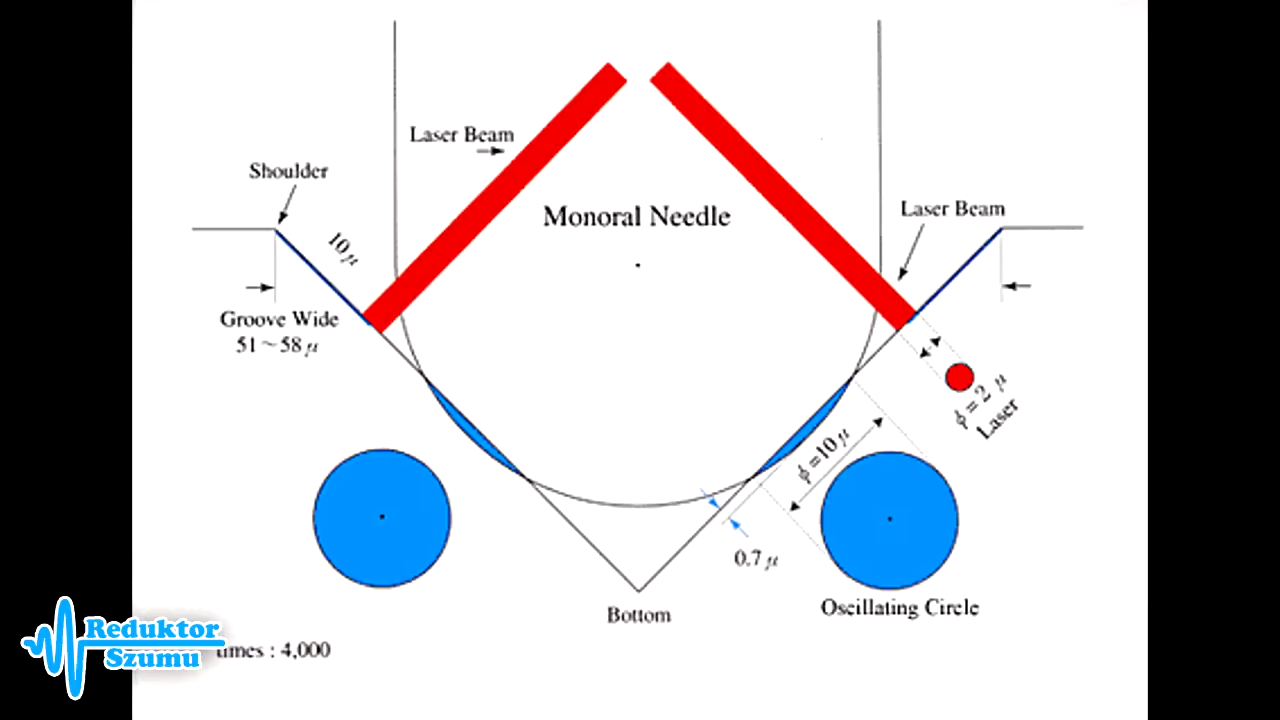 Laser Beam
Shoulder
Monoral Needle
Laser Beam
10 μ
Groove Wide
51~58 μ
ϕ=2 μ
Laser
ϕ=10 μ
0.7 μ
Oscillating Circle
Bottom
Reduktor
Szumu
times : 4,000